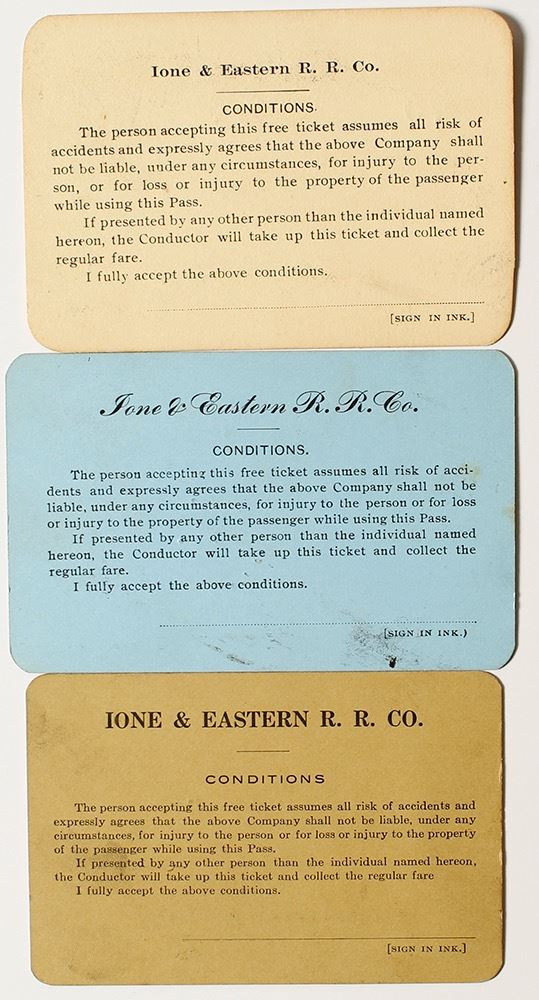 Ione & Eastern R. R. Co.
CONDITIONS.
The person accepting this free ticket assumes all risk of
accidents and expressly agrees that the above Company shall
not be liable, under any circumstances, for injury to the per-
son, or for loss or injury to the property of the passenger
while using this Pass.
If presented by any other person than the individual named
hereon, the Conductor will take up this ticket and collect the
regular fare.
I fully accept the above conditions.
[SIGN IN INK.]
Ione & Eastern R. R. Co.
CONDITIONS.
The person accepting this free ticket assumes all risk of acci-
dents and expressly agrees that the above Company shall not be
liable, under any circumstances, for injury to the person or for loss
or injury to the property of the passenger while using this Pass.
If presented by any other person than the individual named
hereon, the Conductor will take up this ticket and collect the
regular fare.
I fully accept the above conditions.
[SIGN IN INK.)
IONE & EASTERN R. R. CO.
CONDITIONS
The person accepting this free ticket assumes all risk of accidents and
expressly agrees that the above Company shall not be liable, under any
circumstances, for injury to the person or for loss or injury to the property
of the passenger while using this Pass.
If presented by any other person than the individual named hereon,
the Conductor will take up this ticket and collect the regular fare
I fully accept the above conditions.
[SIGN IN INK.]